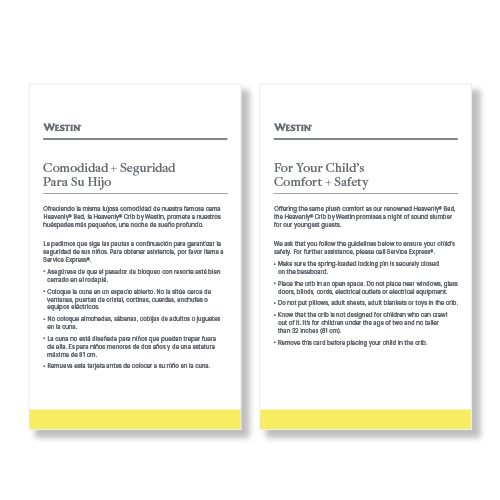 WESTIN®
Comodidad + Seguridad
Para Su Hijo
Ofreciendo la misma lujosa comodidad de nuestra famosa cama
Heavenly® Bed, la Heavenly® Crib by Westin, promete a nuestros
huéspedes más pequeños, una noche de sueño profundo.
Le pedimos que siga las pautas a continuación para garantizar la
seguridad de sus niños. Para obtener asistencia, por favor llame a
Service Express®.
• Asegúrese de que el pasador de bloqueo con resorte esté bien
cerrado en el rodapié.
• Coloque la cuna en un espacio abierto. No la sitúe cerca de
ventanas, puertas de cristal, cortinas, cuerdas, enchufes o
equipos eléctricos.
• No coloque almohadas, sábanas, cobijas de adultos o juguetes
en la cuna.
• La cuna no está diseñada para niños que puedan trepar fuera
de ella. Es para niños menores de dos años y de una estatura
máxima de 81 cm.
• Remueva esta tarjeta antes de colocar a su niño en la cuna.
WESTIN®
For Your Child's
Comfort + Safety
Offering the same plush comfort as our renowned Heavenly® Bed,
the Heavenly® Crib by Westin promises a night of sound slumber
for our youngest guests.
We ask that you follow the guidelines below to ensure your child's
safety. For further assistance, please call Service Express®.
• Make sure the spring-loaded locking pin is securely closed
on the baseboard.
• Place the crib in an open space. Do not place near windows, glass
doors, blinds, cords, electrical outlets or electrical equipment.
• Do not put pillows, adult sheets, adult blankets or toys in the crib.
• Know that the crib is not designed for children who can crawl
out of it. It's for children under the age of two and no taller
than 32 inches (81 cm).
• Remove this card before placing your child in the crib.